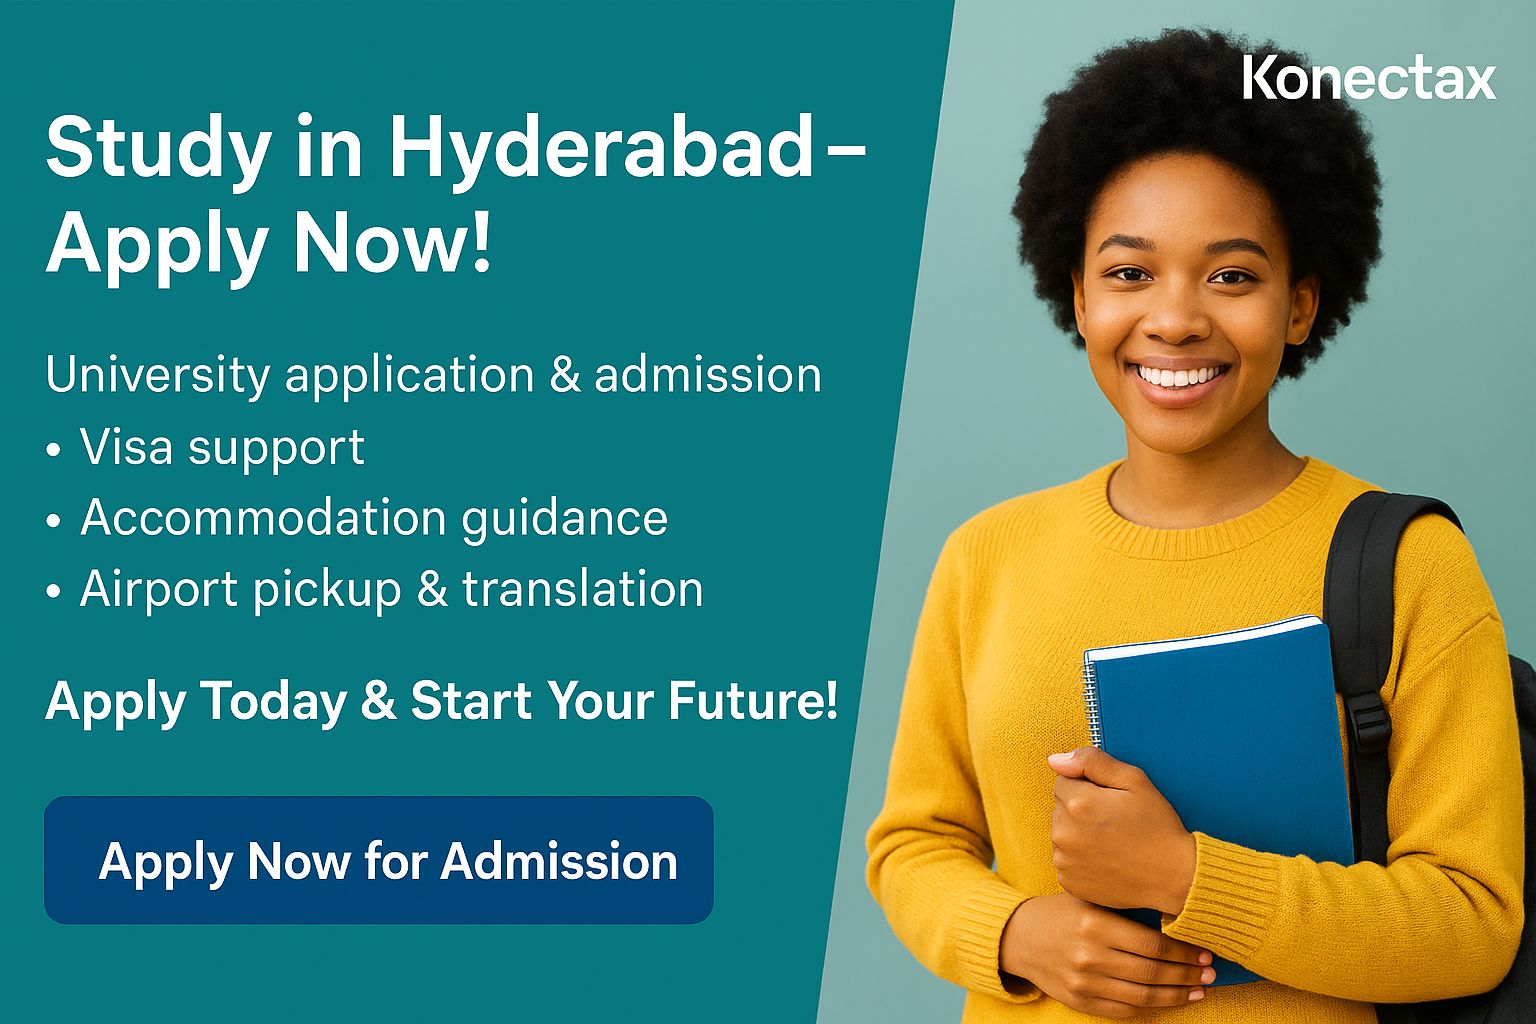 Konectax
Study in Hyderabad–
Apply Now!
University application & admission
• Visa support
• Accommodation guidance
• Airport pickup & translation
Apply Today & Start Your Future!
Apply Now for Admission